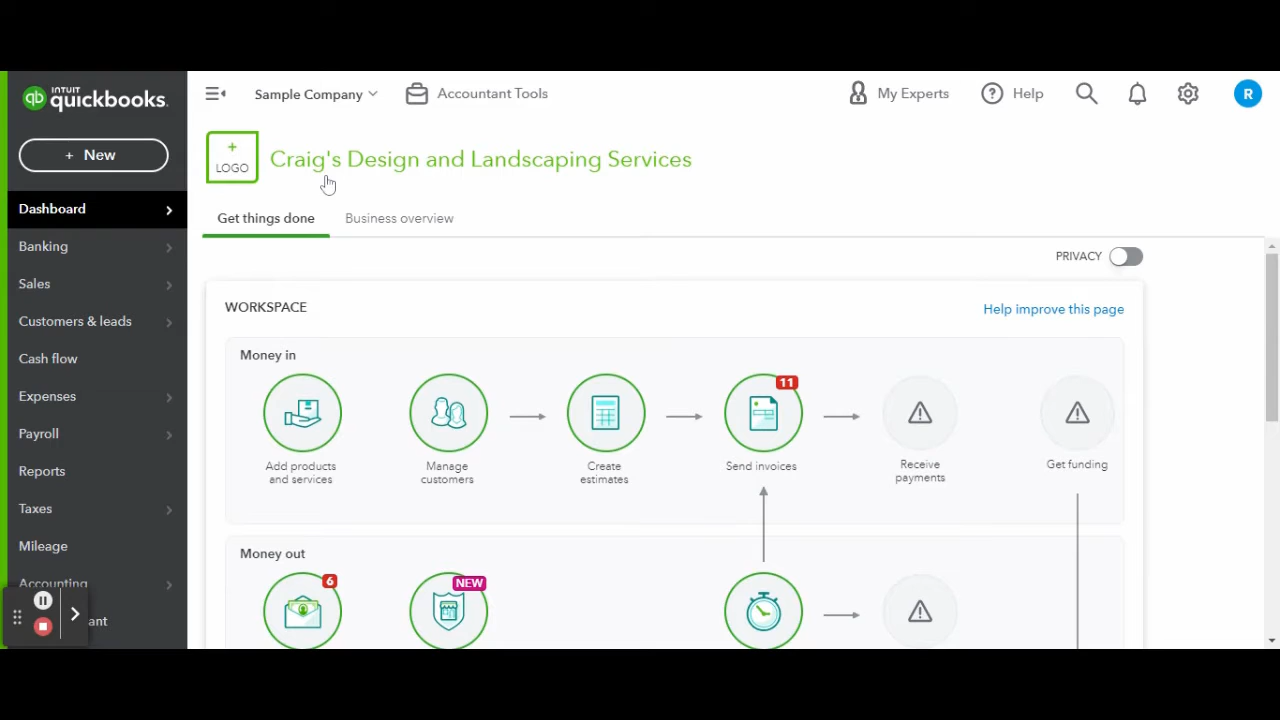 INTUIT
quickbooks.
Sample Company
Accountant Tools
My Experts
Help
R
+ New
+
LOGO
Craig's Design and Landscaping Services
Dashboard
Banking
Sales
Customers & leads
Cash flow
Expenses
Payroll
Reports
Taxes
Mileage
Accounting
ant
Get things done
Business overview
PRIVACY
WORKSPACE
Help improve this page
Money in
11
Add products
and services
Manage
customers
Create
estimates
Send invoices
Receive
payments
Get funding
Money out
6
NEW